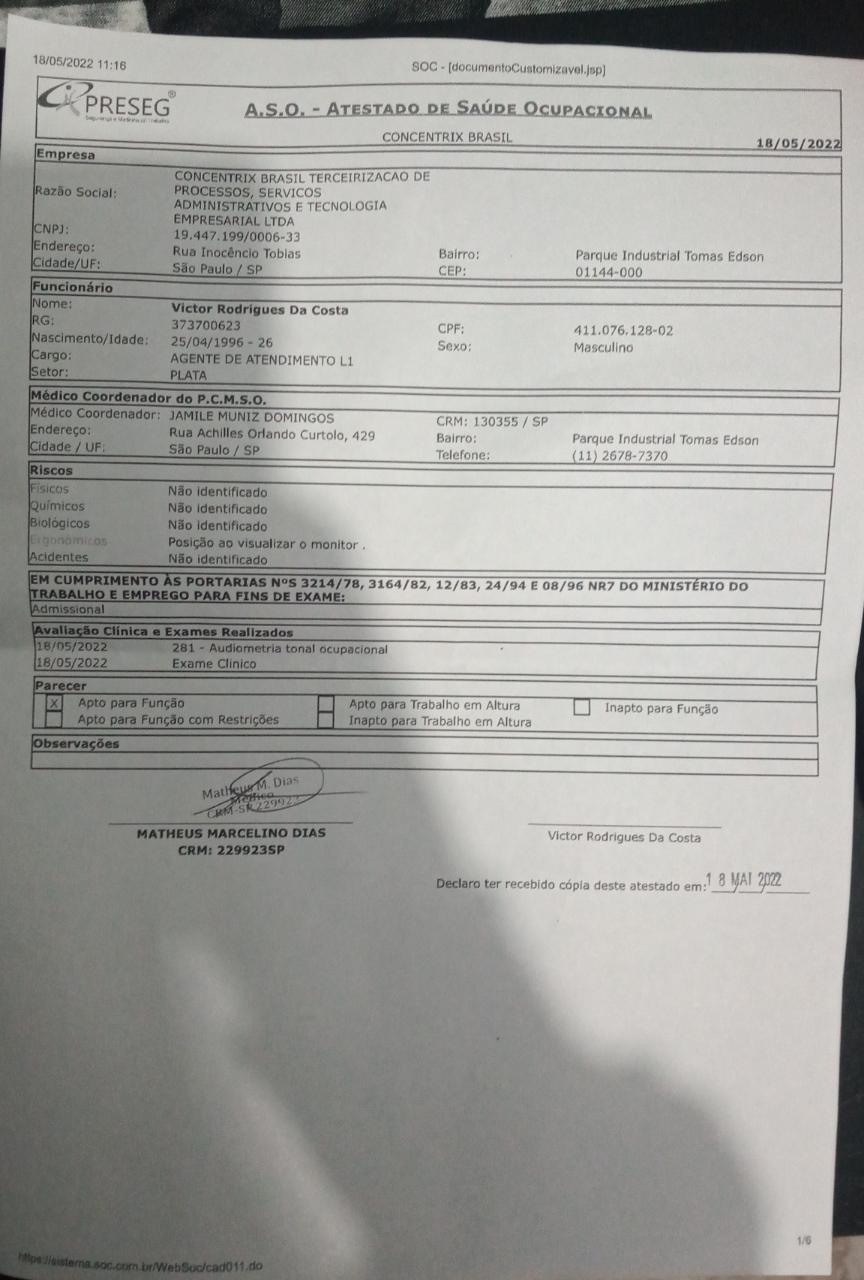 18/05/2022 11:16 SOC - [documentoCustomizavel.jsp]
PRESEG®
A.S.O. - ATESTADO DE SAÚDE OCUPACIONAL
CONCENTRIX BRASIL 18/05/2022
Empresa
Razão Social: CONCENTRIX BRASIL TERCEIRIZACAO DE
PROCESSOS, SERVICOS
ADMINISTRATIVOS E TECNOLOGIA
EMPRESARIAL LTDA
CNPJ: 19.447.199/0006-33
Endereço: Rua Inocêncio Tobias Bairro: Parque Industrial Tomas Edson
Cidade/UF: São Paulo / SP CEP: 01144-000
Funcionário
Nome: Victor Rodrigues Da Costa
RG: 373700623 CPF: 411.076.128-02
Nascimento/Idade: 25/04/1996 - 26 Sexo: Masculino
Cargo: AGENTE DE ATENDIMENTO L1
Setor: PLATA
Médico Coordenador do P.C.M.S.O.
Médico Coordenador: JAMILE MUNIZ DOMINGOS CRM: 130355 / SP
Endereço: Rua Achilles Orlando Curtolo, 429 Bairro: Parque Industrial Tomas Edson
Cidade / UF: São Paulo / SP Telefone: (11) 2678-7370
Riscos
Físicos Não identificado
Químicos Não identificado
Biológicos Não identificado
Ergonômicos Posição ao visualizar o monitor .
Acidentes Não identificado
EM CUMPRIMENTO ÀS PORTARIAS NºS 3214/78, 3164/82, 12/83, 24/94 E 08/96 NR7 DO MINISTÉRIO DO
TRABALHO E EMPREGO PARA FINS DE EXAME:
Admissional
Avaliação Clínica e Exames Realizados
18/05/2022 281 - Audiometria tonal ocupacional
18/05/2022 Exame Clinico
Parecer
X Apto para Função Apto para Trabalho em Altura Inapto para Função
Apto para Função com Restrições Inapto para Trabalho em Altura
Observações
Matheus M. Dias
Médico
CRM-SP 229923
MATHEUS MARCELINO DIAS Victor Rodrigues Da Costa
CRM: 229923SP
Declaro ter recebido cópia deste atestado em: 18 MAI 2022
1/6
https://sistema.soc.com.br/WebSoc/cad011.do